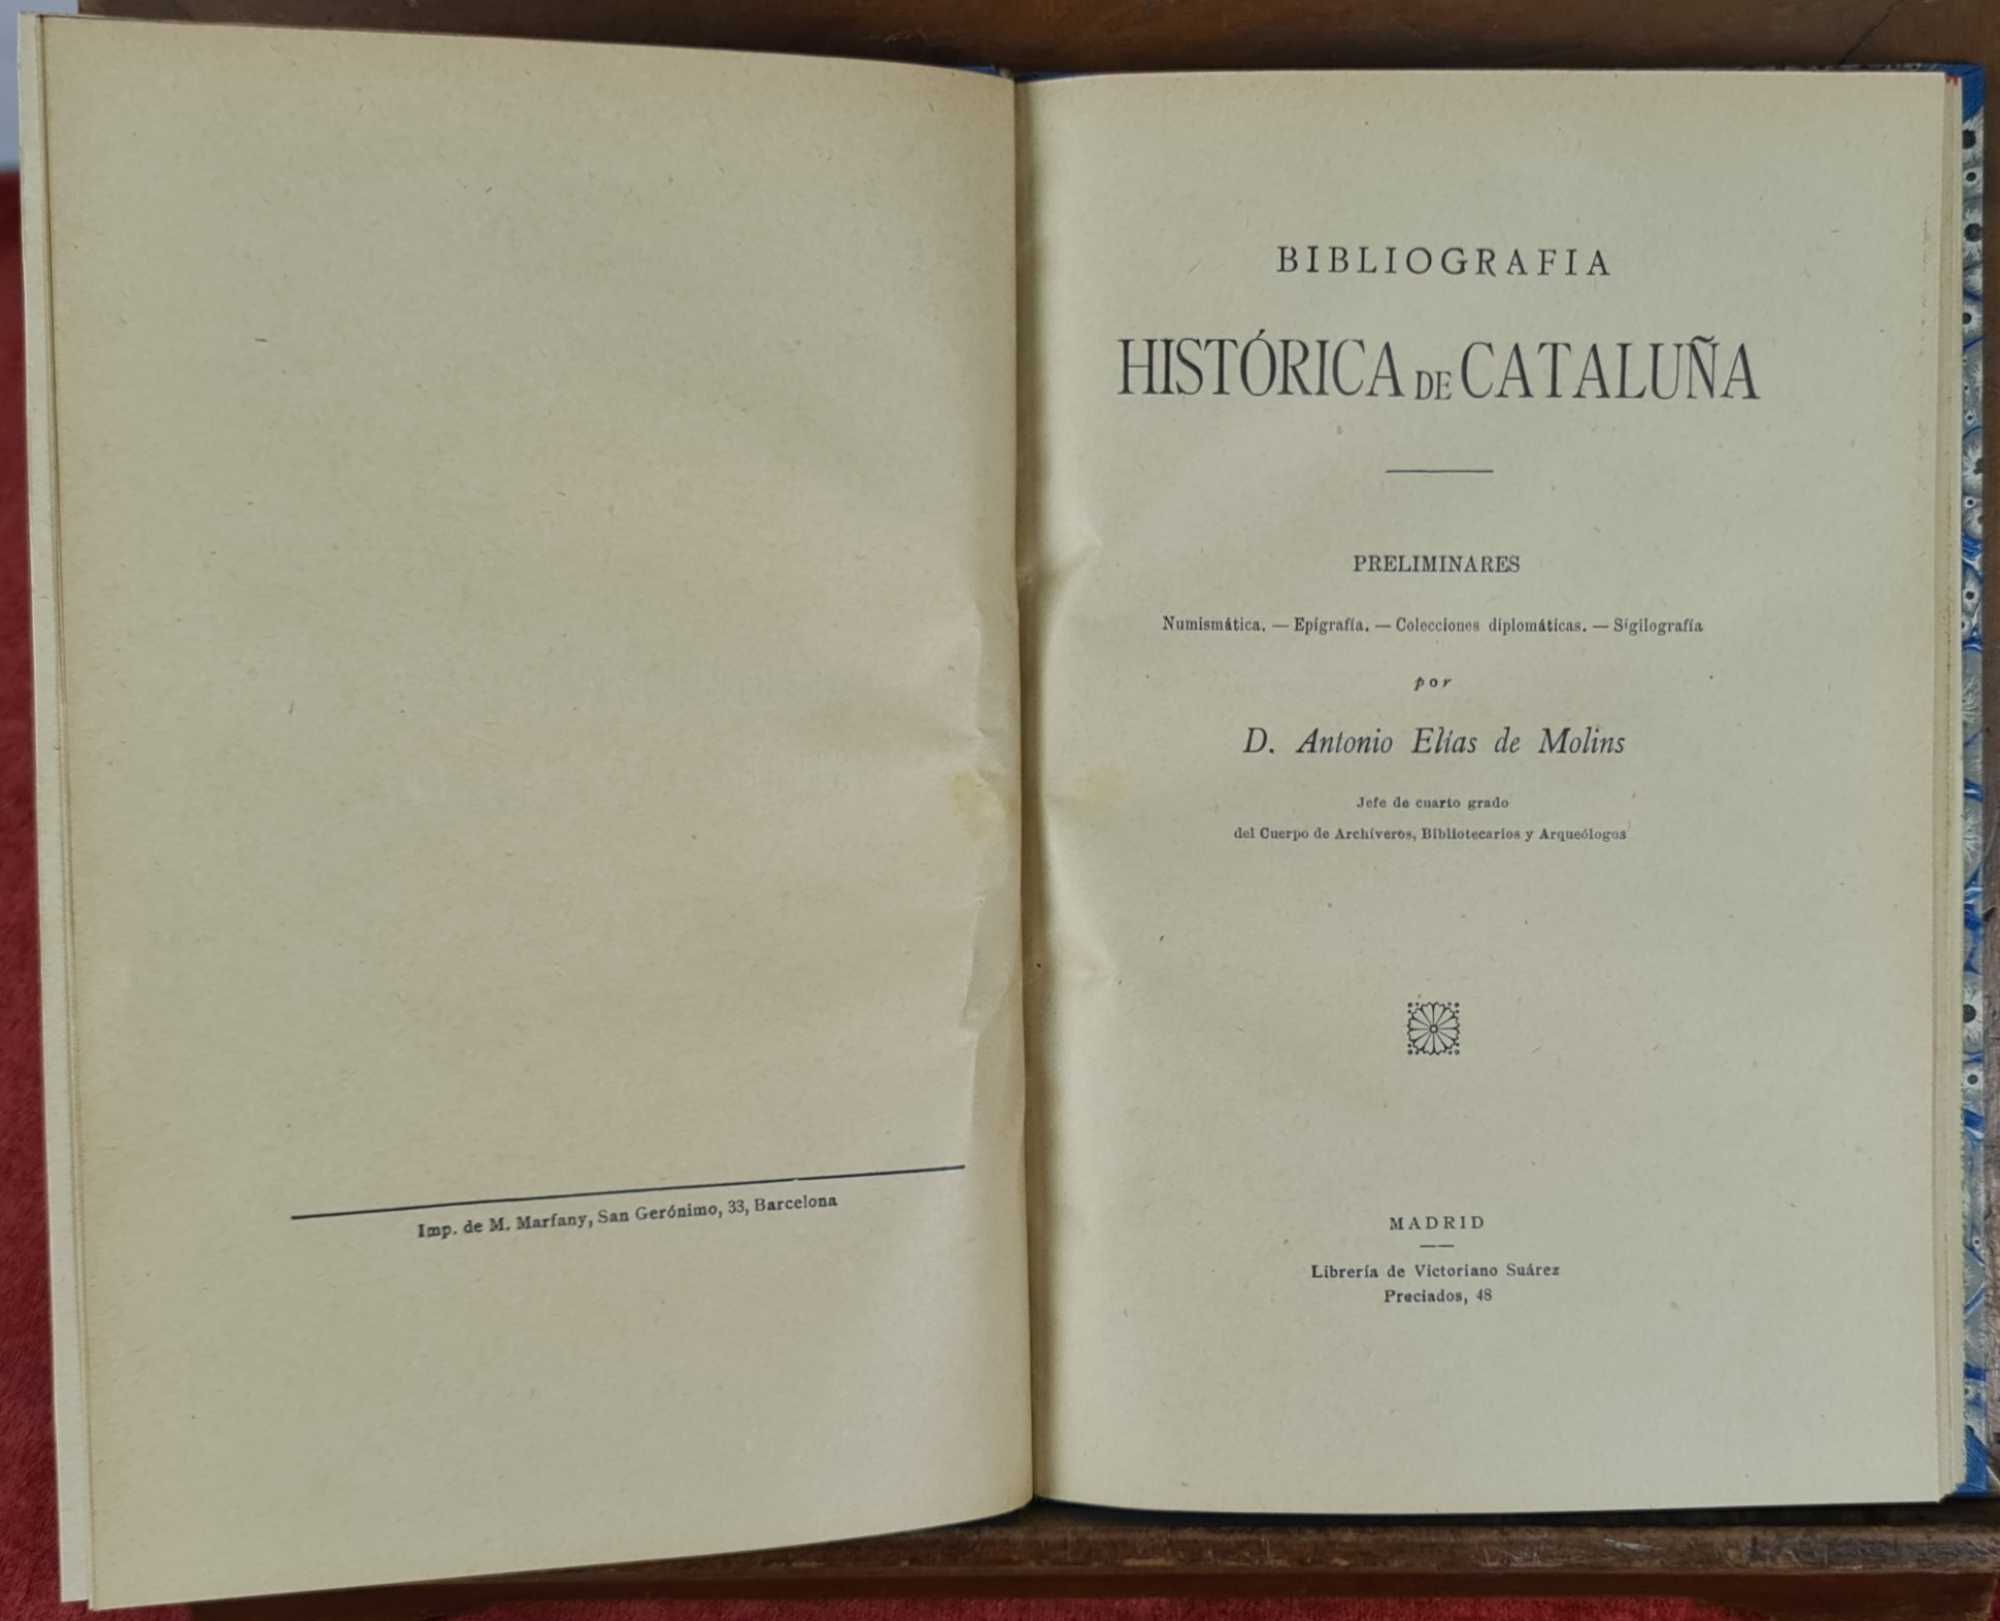 Imp. de M. Marfany, San Gerónimo, 33, Barcelona
BIBLIOGRAFIA
HISTÓRICA DE CATALUÑA
PRELIMINARES
Numismática. — Epigrafía. — Colecciones diplomáticas. — Sigilografía
por
D. Antonio Elías de Molins
Jefe de cuarto grado
del Cuerpo de Archiveros, Bibliotecarios y Arqueólogos
MADRID
Librería de Victoriano Suárez
Preciados, 48